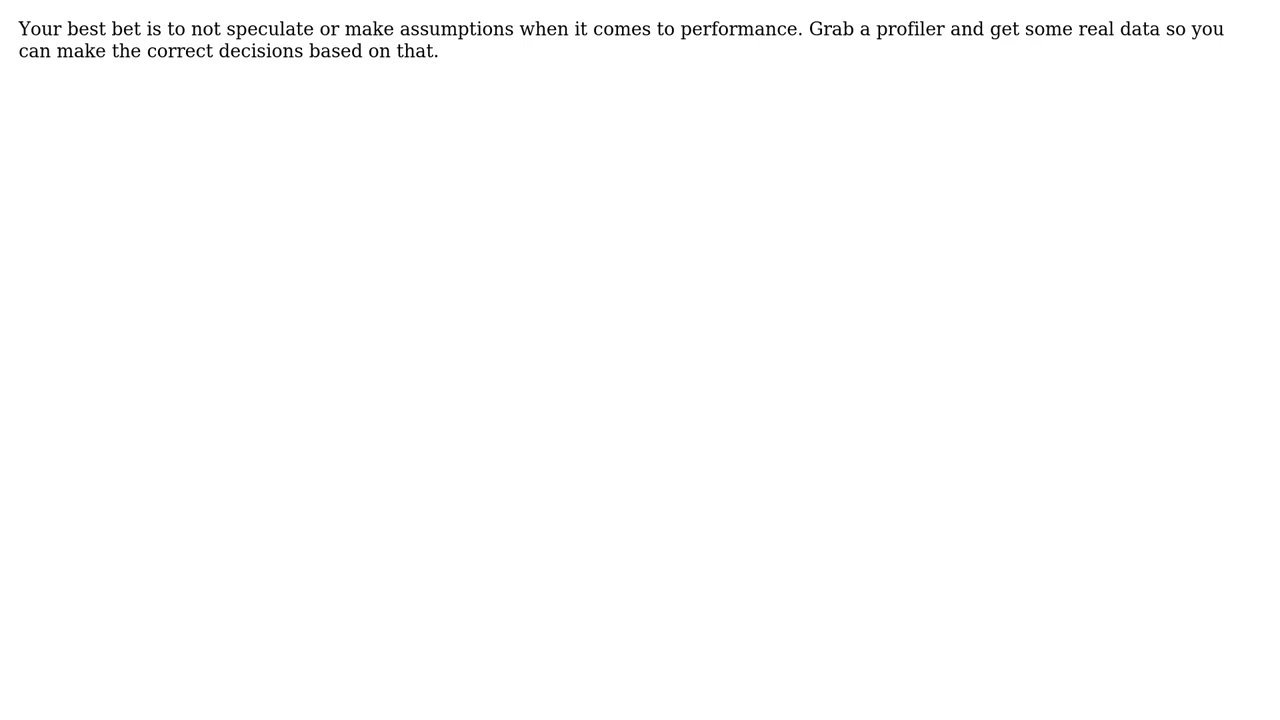 Your best bet is to not speculate or make assumptions when it comes to performance. Grab a profiler and get some real data so you
can make the correct decisions based on that.